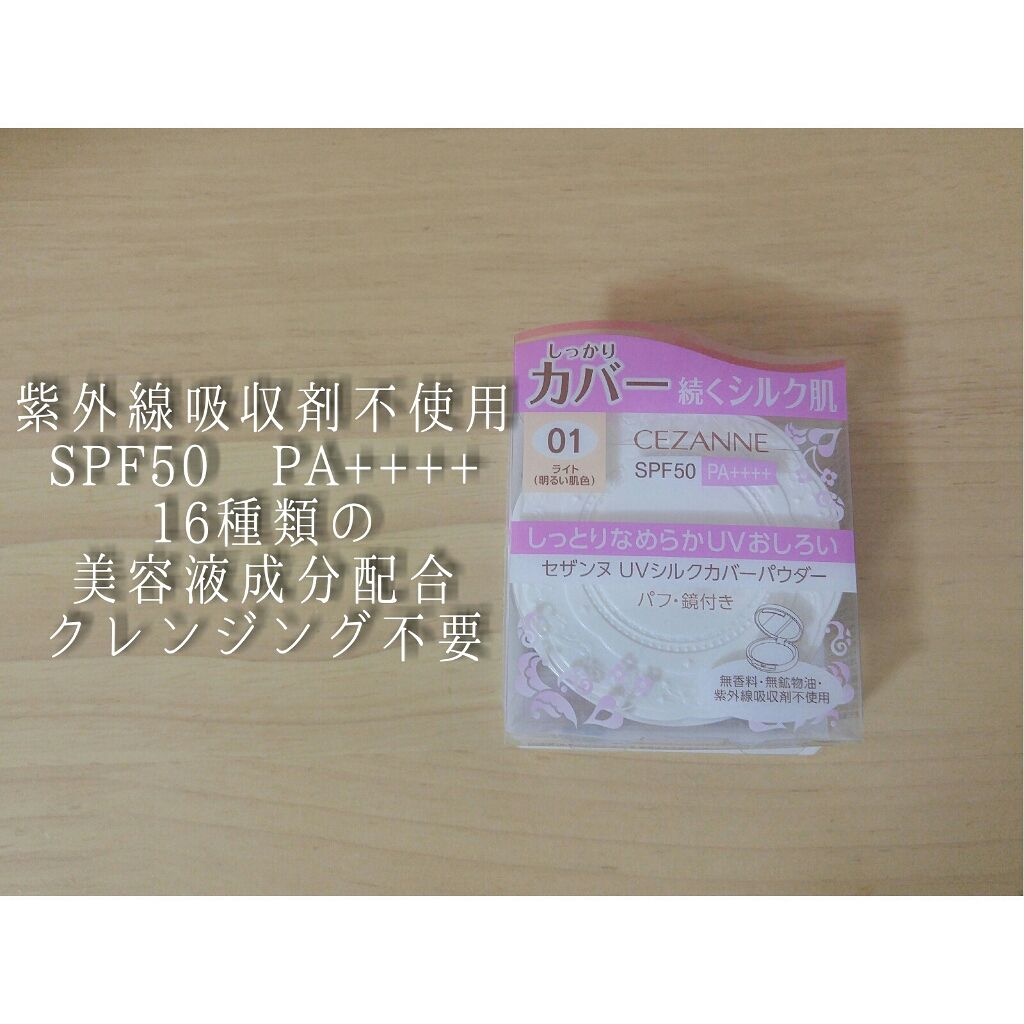 紫外線吸収剤不使用
SPF50 PA++++
16種類の
美容液成分配合
クレンジング不要
しっかり
カバー 続くシルク肌
01
ライト
(明るい肌色)
CEZANNE
SPF50 PA++++
しっとりなめらかUVおしろい
セザンヌ UVシルクカバーパウダー
パフ・鏡付き
無香料・無鉱物油・
紫外線吸収剤不使用